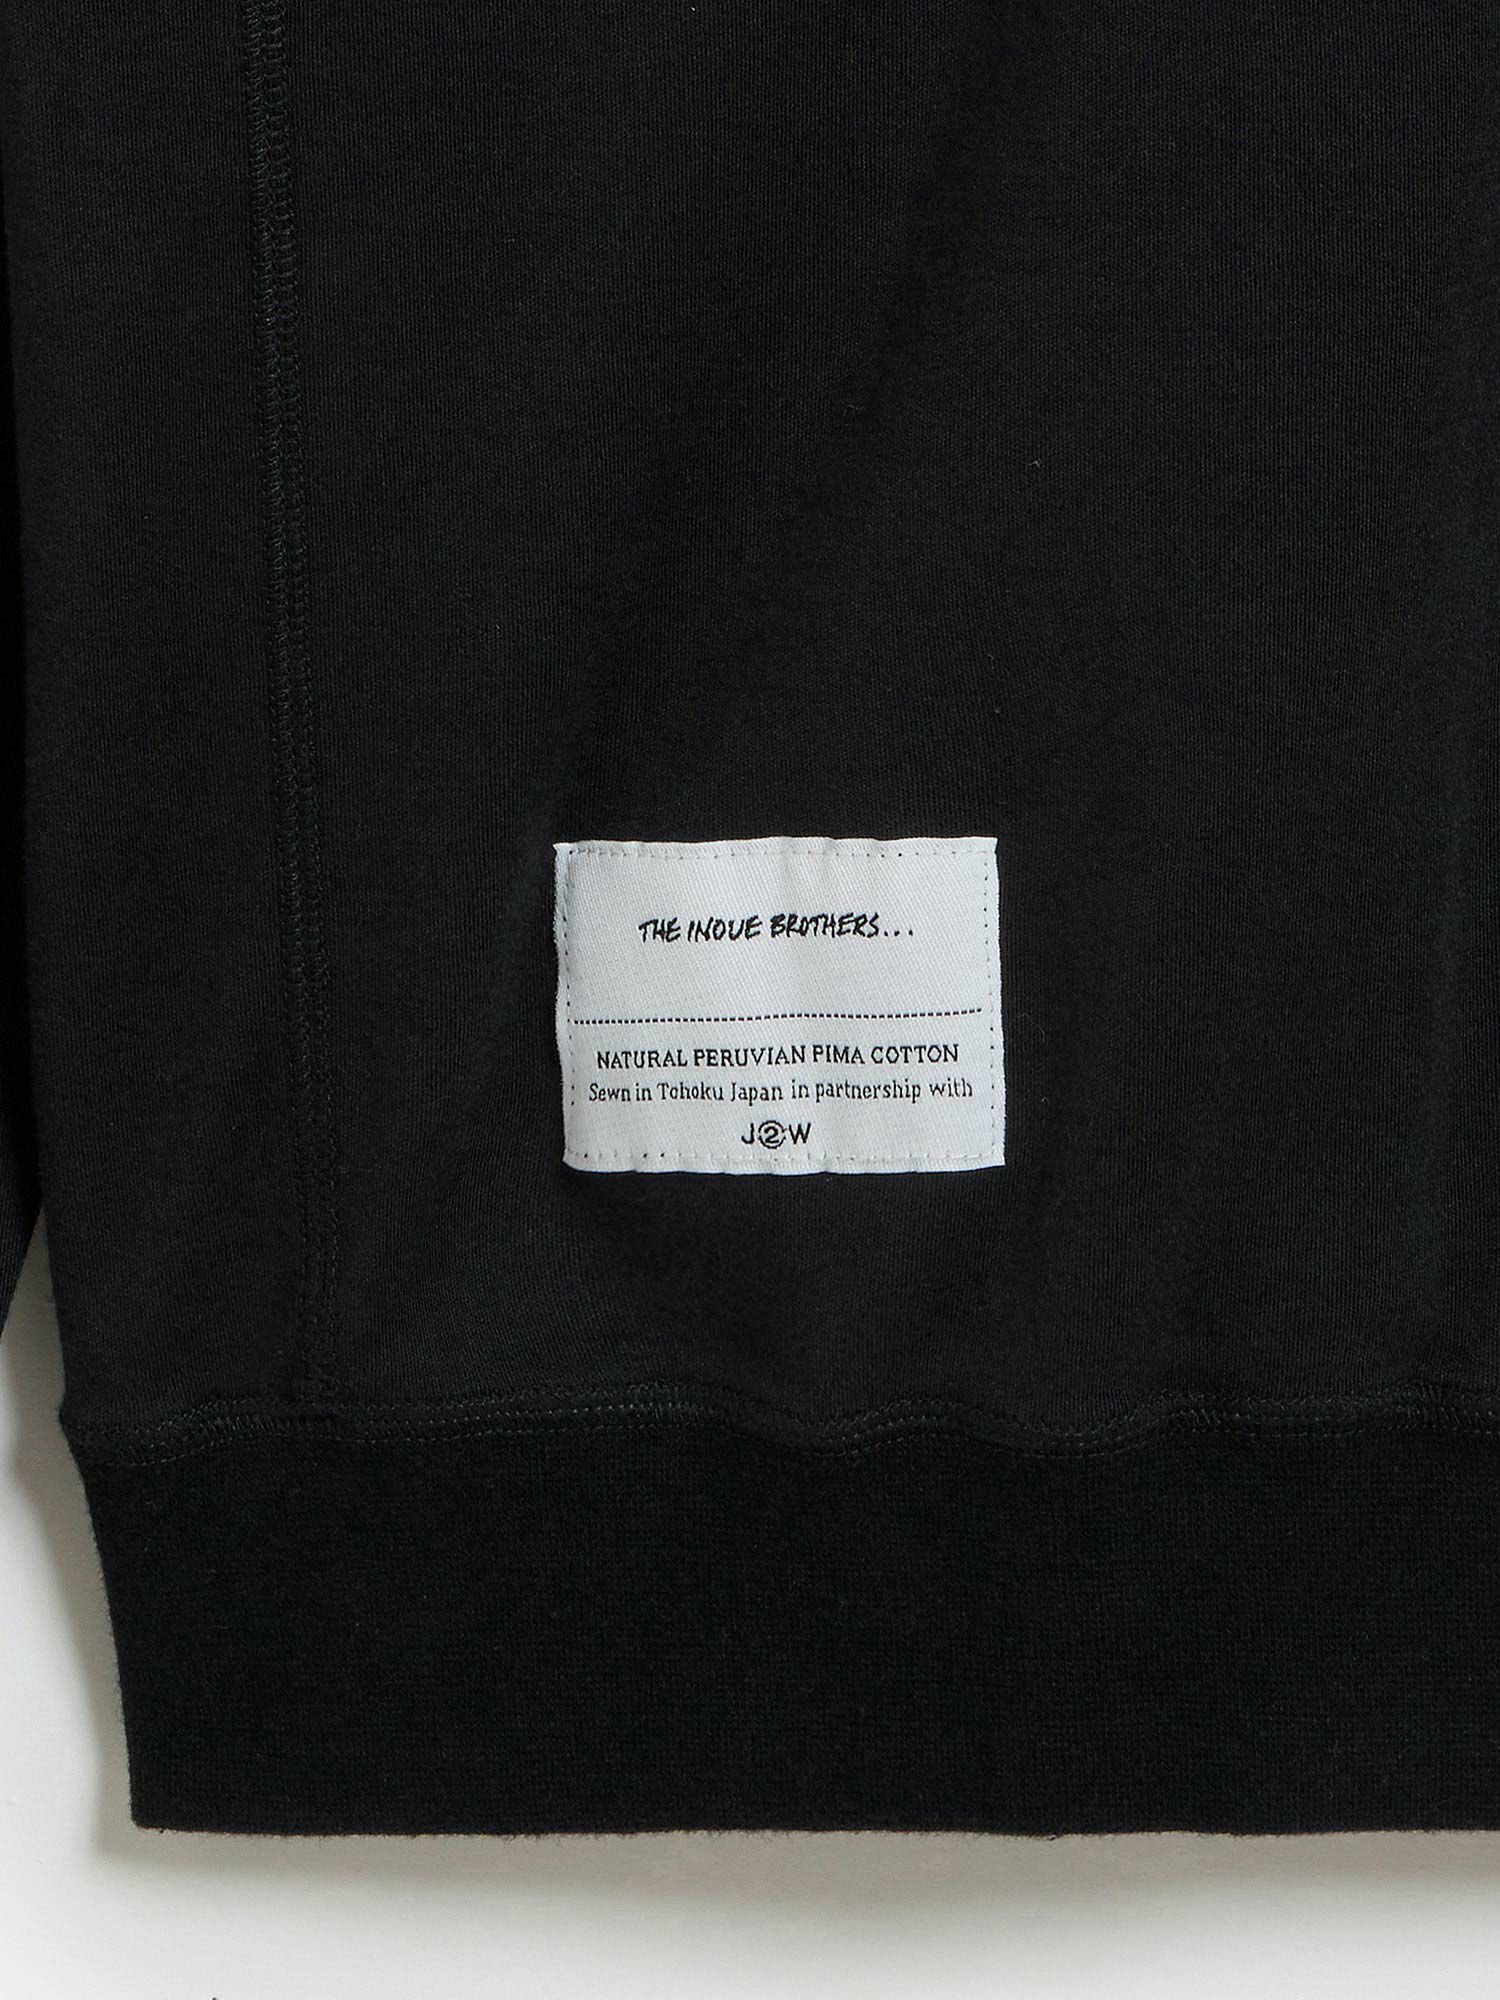 THE INOUE BROTHERS...
NATURAL PERUVIAN PIMA COTTON
Sewn in Tohoku Japan in partnership with
J②W